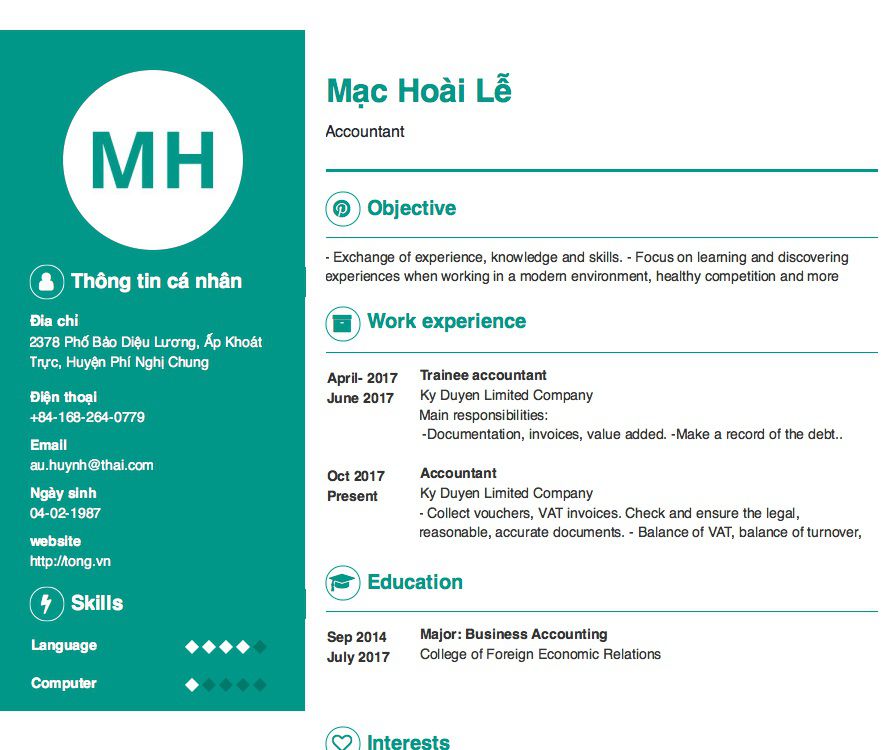 MH
Thông tin cá nhân
Đia chỉ
2378 Phố Bảo Diệu Lương, Ấp Khoát
Trực, Huyện Phí Nghị Chung
Điện thoại
+84-168-264-0779
Email
au.huynh@thai.com
Ngày sinh
04-02-1987
website
http://tong.vn
Skills
Language
Computer
Mạc Hoài Lễ
Accountant
Objective
- Exchange of experience, knowledge and skills. - Focus on learning and discovering
experiences when working in a modern environment, healthy competition and more
Work experience
April- 2017
June 2017
Trainee accountant
Ky Duyen Limited Company
Main responsibilities:
-Documentation, invoices, value added. -Make a record of the debt..
Oct 2017
Present
Accountant
Ky Duyen Limited Company
- Collect vouchers, VAT invoices. Check and ensure the legal,
reasonable, accurate documents. - Balance of VAT, balance of turnover,
Education
Sep 2014
July 2017
Major: Business Accounting
College of Foreign Economic Relations
Interests